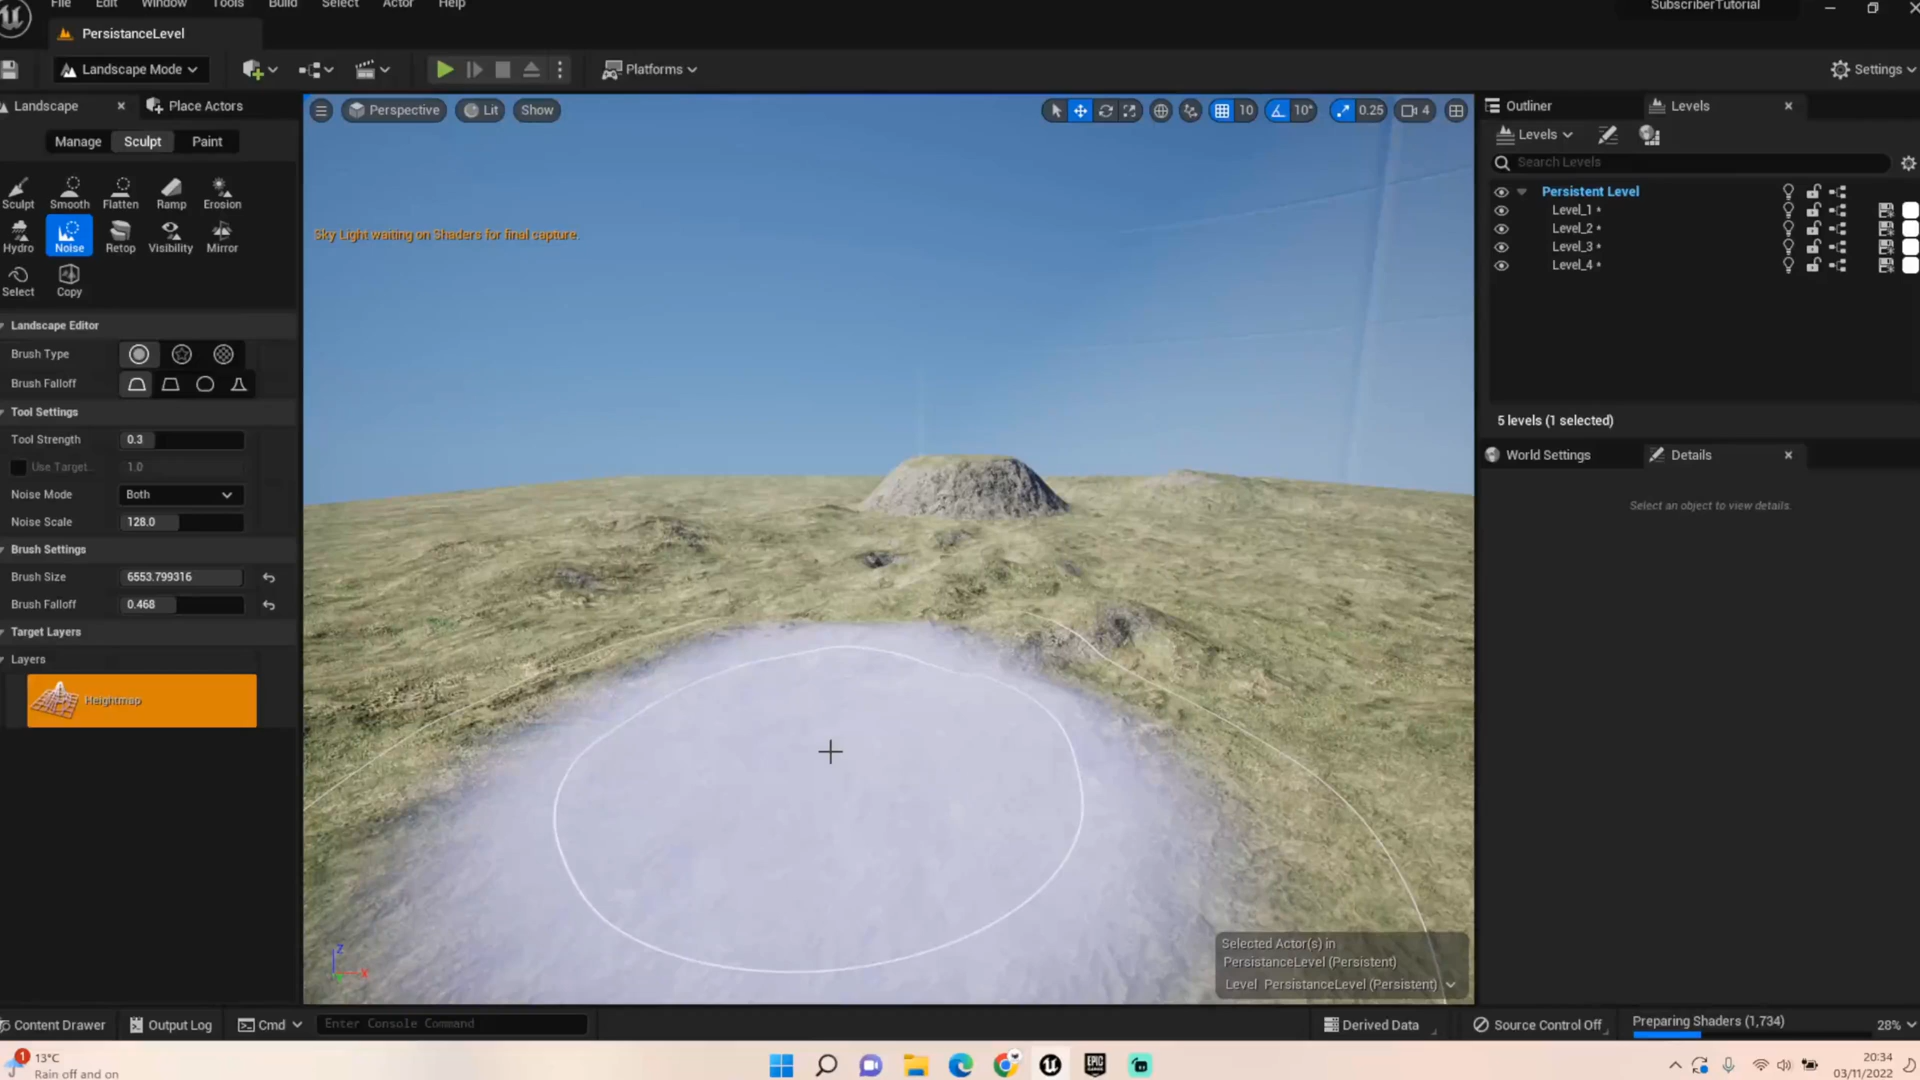 File Edit Window Tools Build Select Actor Help
SubscriberTutorial
PersistanceLevel
Landscape Mode
Platforms
Settings
Landscape
Place Actors
Perspective
Lit
Show
10
10°
0.25
4
Outliner
Levels
Manage
Sculpt
Paint
Levels
Search Levels
Sculpt
Smooth
Flatten
Ramp
Erosion
Persistent Level
Level_1 *
Level_2 *
Level_3 *
Level_4 *
Hydro
Noise
Retop
Visibility
Mirror
Sky Light waiting on Shaders for final capture.
Select
Copy
Landscape Editor
Brush Type
Brush Falloff
Tool Settings
Tool Strength 0.3
Use Target.. 1.0
Noise Mode Both
Noise Scale 128.0
Brush Settings
Brush Size 6553.799316
Brush Falloff 0.468
Target Layers
Layers
Heightmap
5 levels (1 selected)
World Settings
Details
Select an object to view details.
Z
X
Selected Actor(s) in
PersistanceLevel (Persistent)
Level PersistanceLevel (Persistent)
Content Drawer
Output Log
Cmd
Enter Console Command
Derived Data
Source Control Off
Preparing Shaders (1,734)
28%
1
13°C
Rain off and on
EPIC
20:34
03/11/2022